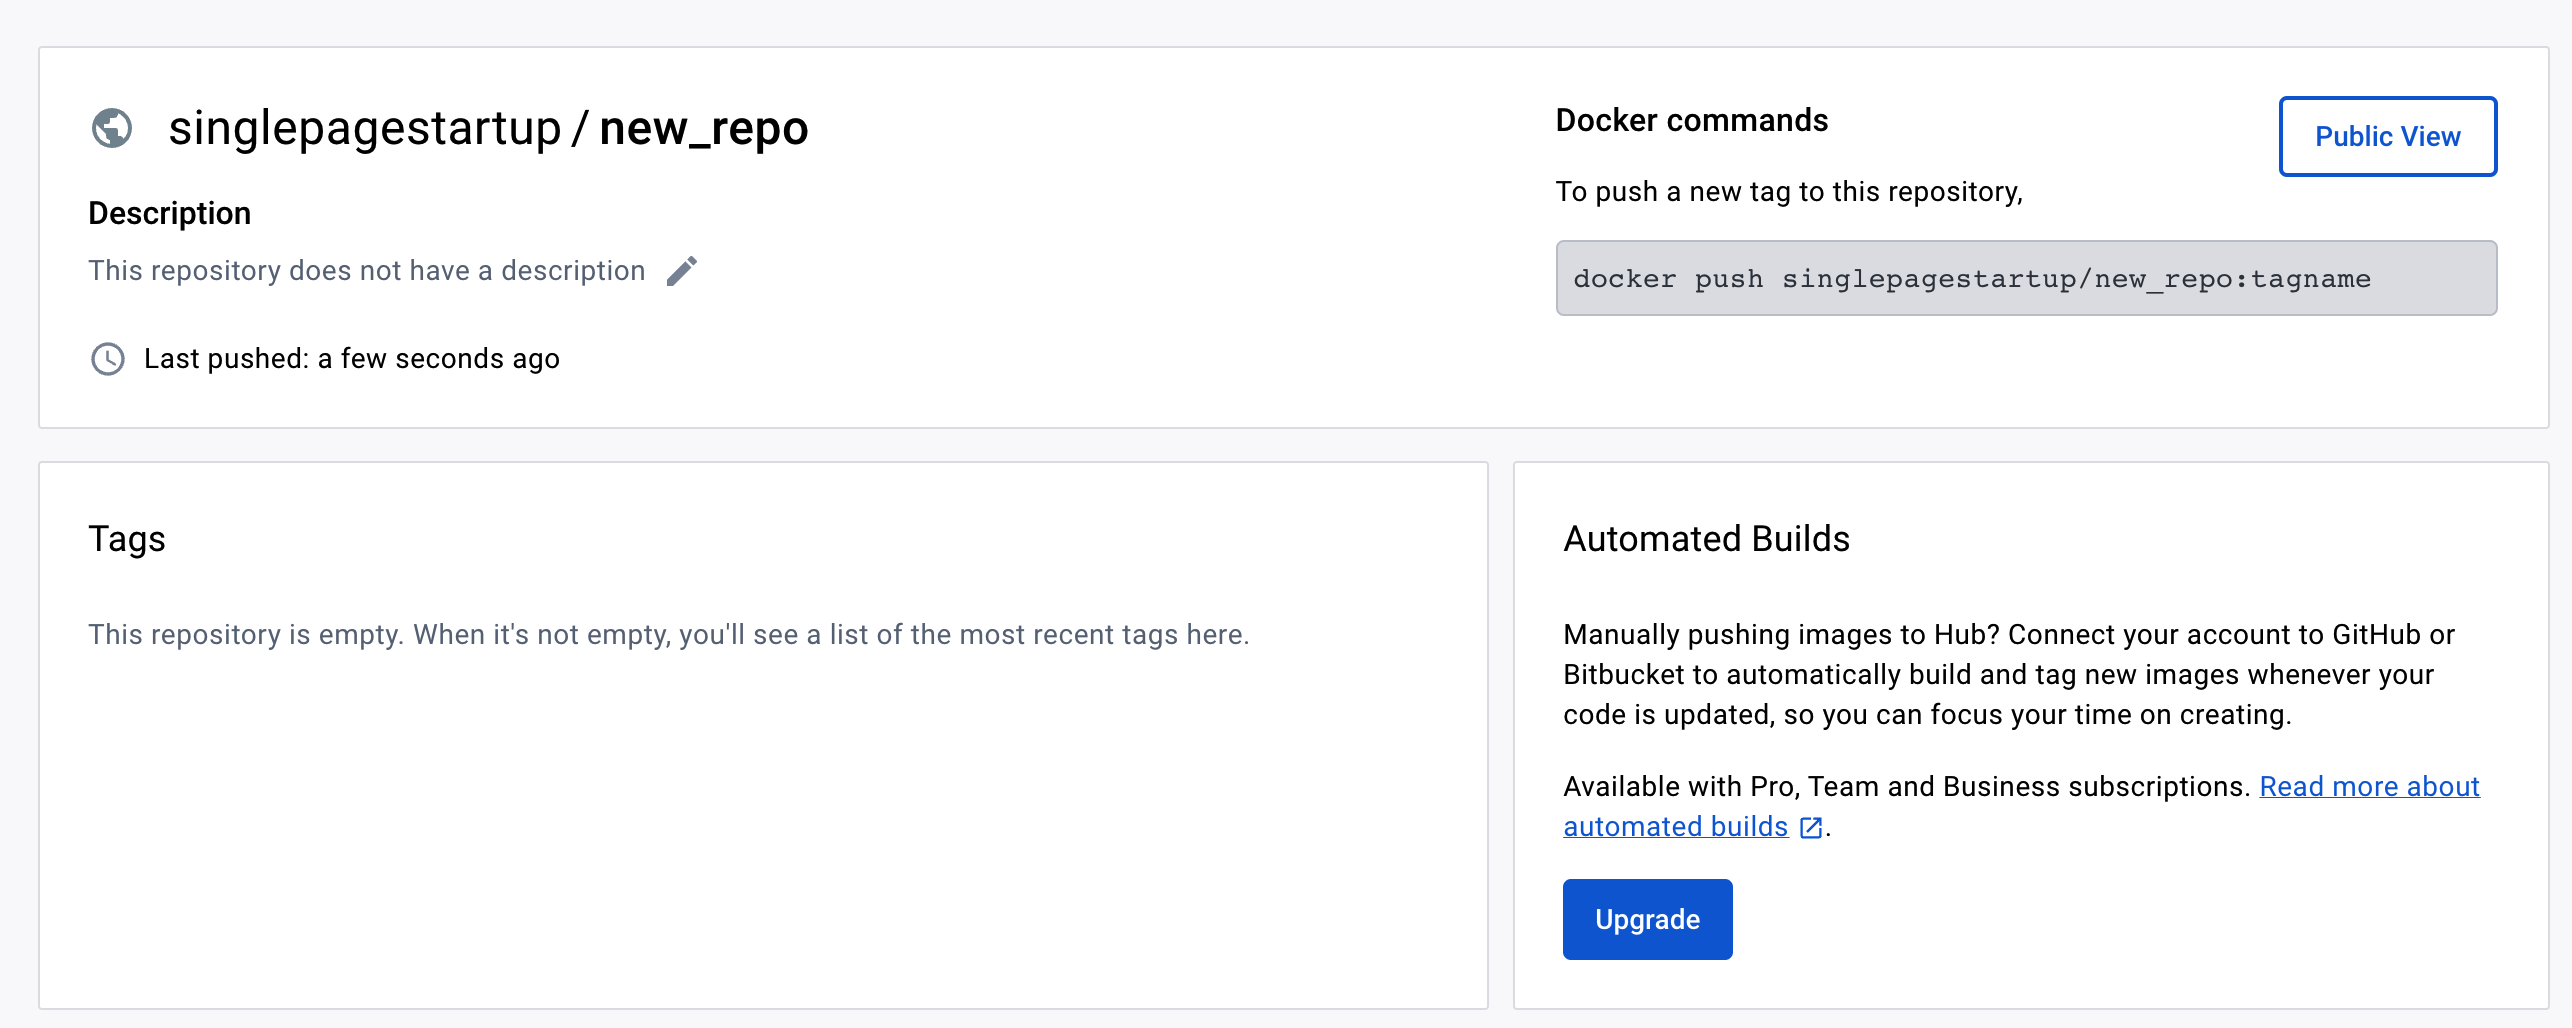 singlepagestartup / new_repo
Description
This repository does not have a description
Last pushed: a few seconds ago
Docker commands
Public View
To push a new tag to this repository,
docker push singlepagestartup/new_repo:tagname
Tags
This repository is empty. When it's not empty, you'll see a list of the most recent tags here.
Automated Builds
Manually pushing images to Hub? Connect your account to GitHub or
Bitbucket to automatically build and tag new images whenever your
code is updated, so you can focus your time on creating.
Available with Pro, Team and Business subscriptions. Read more about
automated builds.
Upgrade